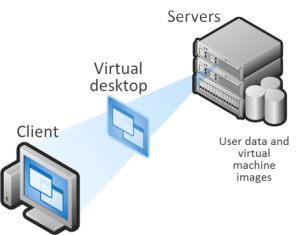 Servers
Virtual
desktop
Client
User data and
virtual
machine
images